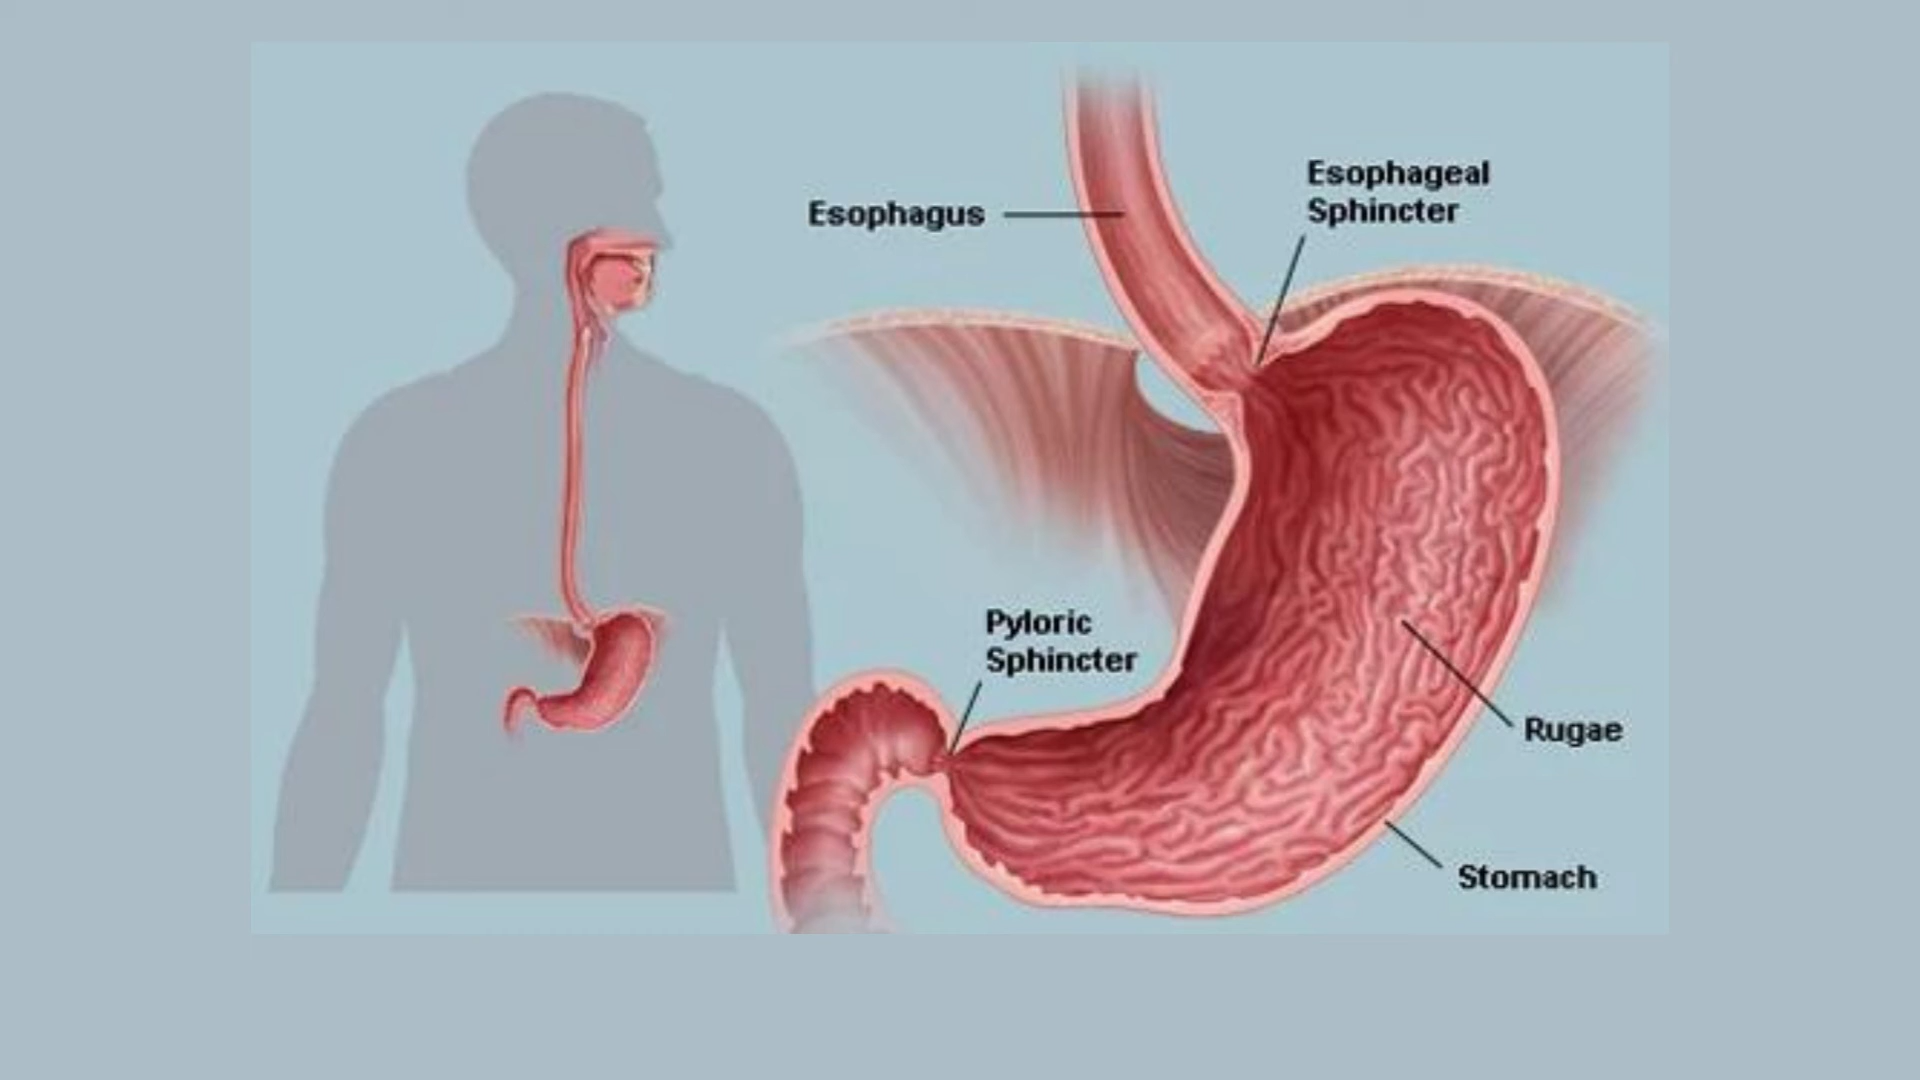 Esophageal
Sphincter
Esophagus
Pyloric
Sphincter
Rugae
Stomach